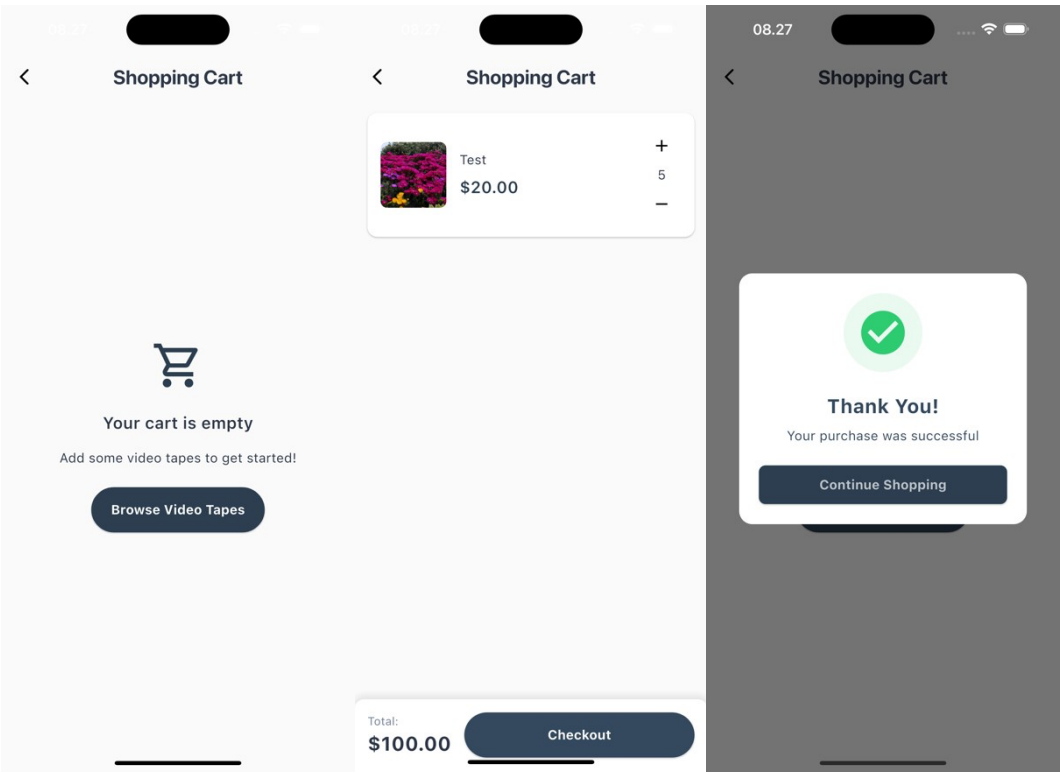 Shopping Cart
Your cart is empty
Add some video tapes to get started!
Browse Video Tapes
Shopping Cart
Test
$20.00
+
5
−
Total:
$100.00
Checkout
08.27
Shopping Cart
Thank You!
Your purchase was successful
Continue Shopping